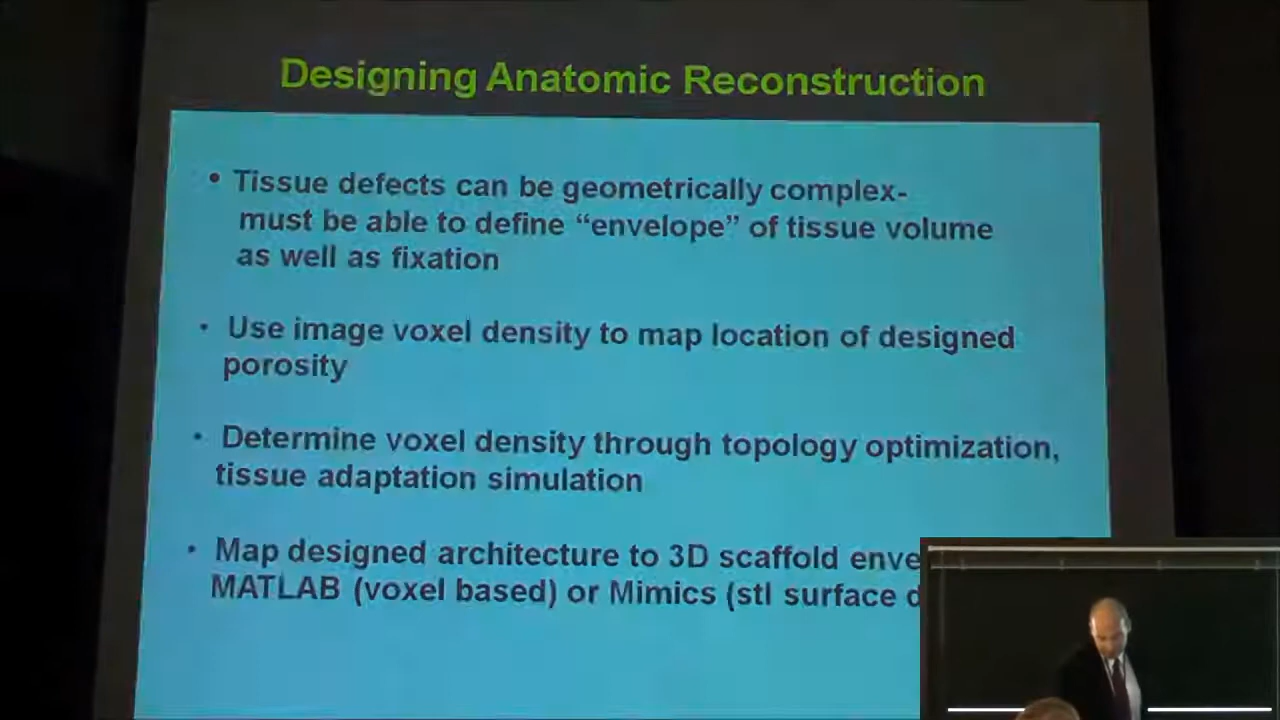 Designing Anatomic Reconstruction
• Tissue defects can be geometrically complex-
must be able to define “envelope” of tissue volume
as well as fixation
• Use image voxel density to map location of designed
porosity
• Determine voxel density through topology optimization,
tissue adaptation simulation
• Map designed architecture to 3D scaffold
MATLAB (voxel based) or Mimics (stl surface